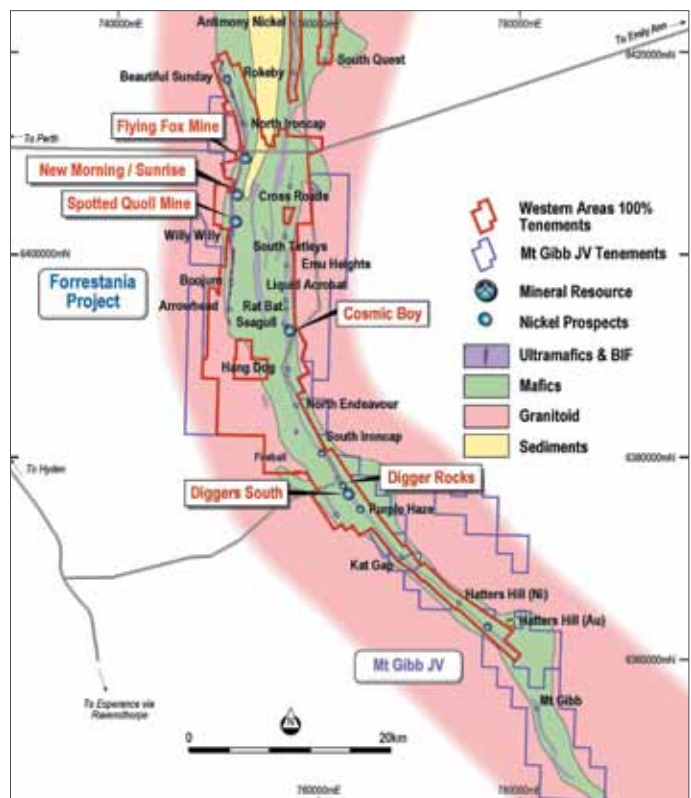 740000mE
760000mE
780000mE
Antimony Nickel
To Emily Ann
6420000mN
South Quest
Beautiful Sunday
Rokeby
Flying Fox Mine
North Ironcap
To Perth
New Morning / Sunrise
Cross Roads
Spotted Quoll Mine
Willy Willy
South Tetleys
6400000mN
Emu Heights
Boojum
Liquid Acrobat
Forrestania
Project
Arrowhead
Rat Bat
Seagull
Cosmic Boy
Hang Dog
North Endeavour
South Ironcap
Fireball
6380000mN
To Hyden
Digger Rocks
Diggers South
Purple Haze
Kat Gap
Hatters Hill (Ni)
Hatters Hill (Au)
Mt Gibb JV
6360000mN
To Esperance via
Ravensthorpe
Mt Gibb
N
0
20km
760000mE
780000mE
Western Areas 100%
Tenements
Mt Gibb JV Tenements
Mineral Resource
Nickel Prospects
Ultramafics & BIF
Mafics
Granitoid
Sediments